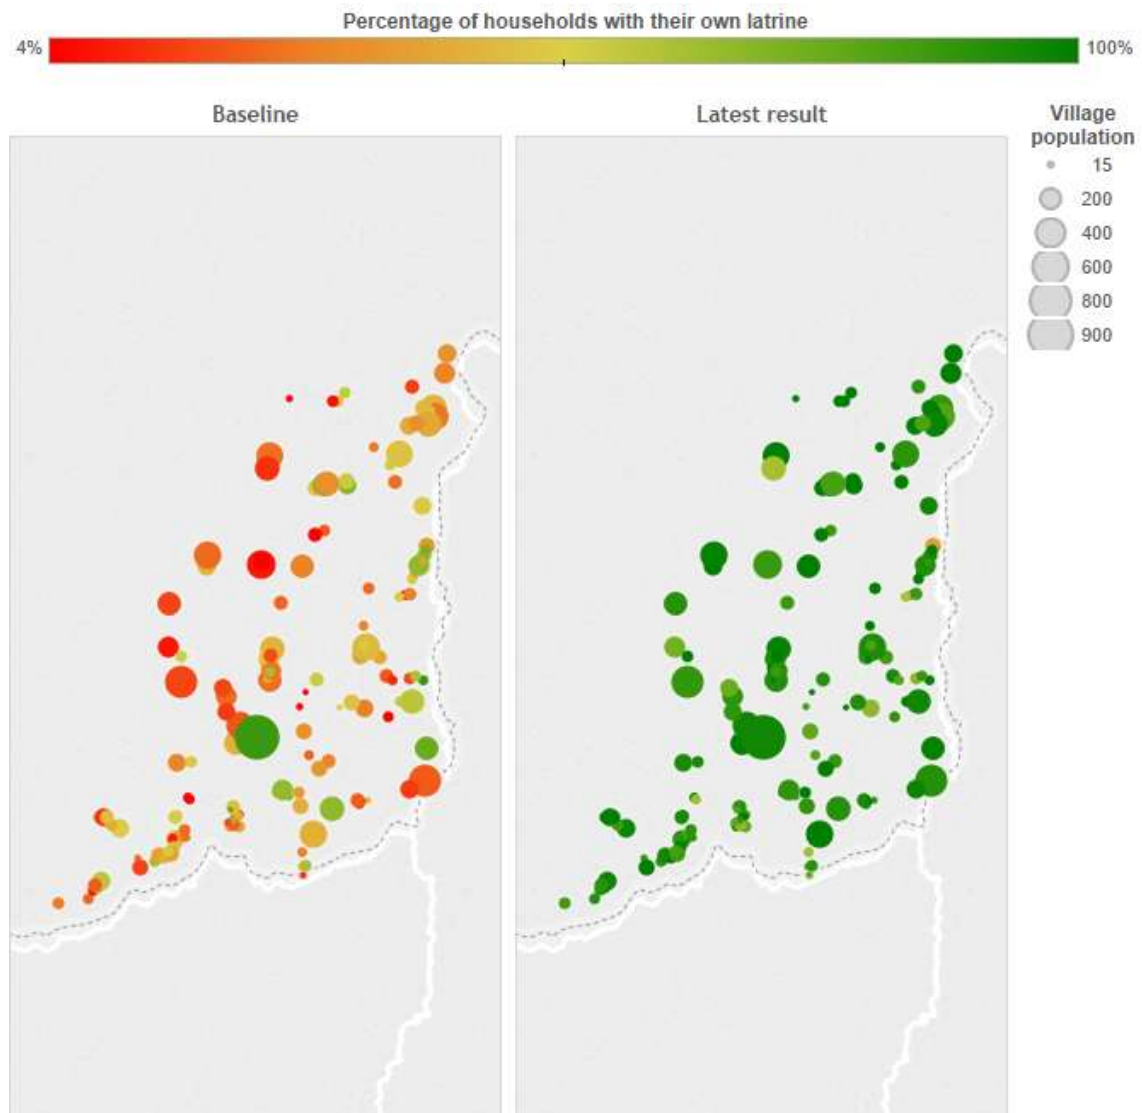 Percentage of households with their own latrine
4% 100%
Baseline
Latest result
Village
population
15
200
400
600
800
900